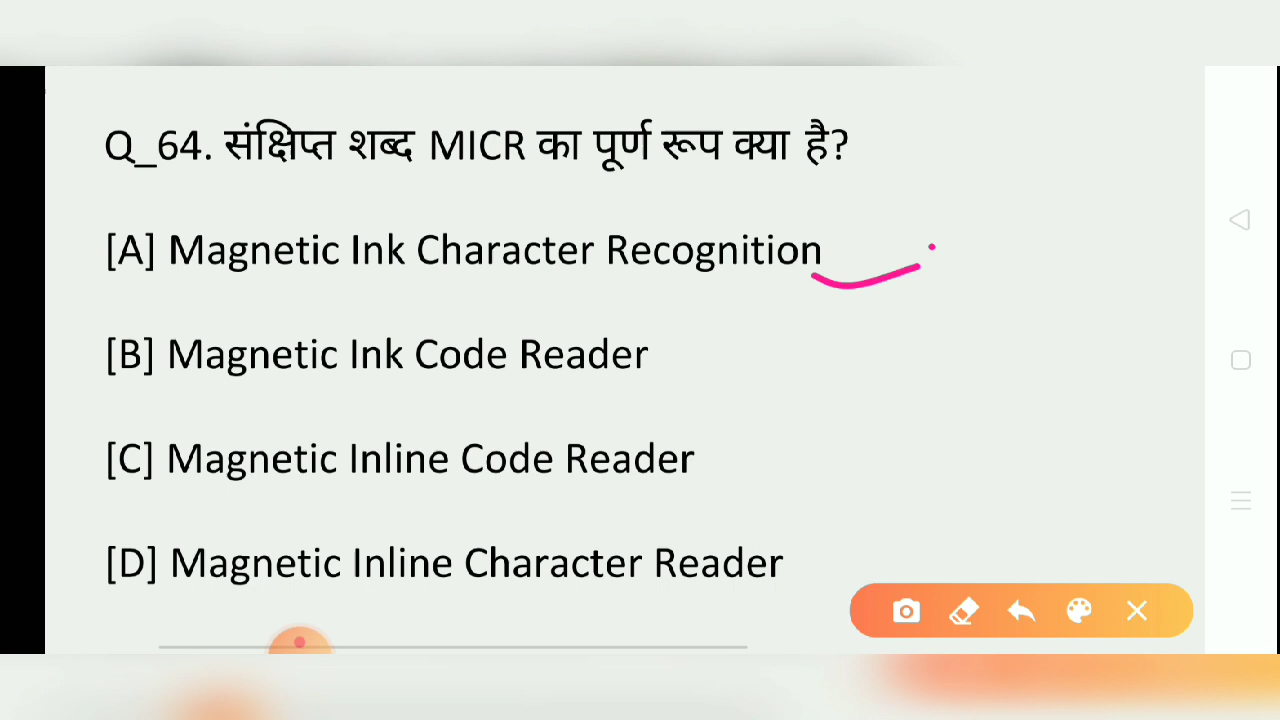 Q_64. संक्षिप्त शब्द MICR का पूर्ण रूप क्या है?
[A] Magnetic Ink Character Recognition
[B] Magnetic Ink Code Reader
[C] Magnetic Inline Code Reader
[D] Magnetic Inline Character Reader